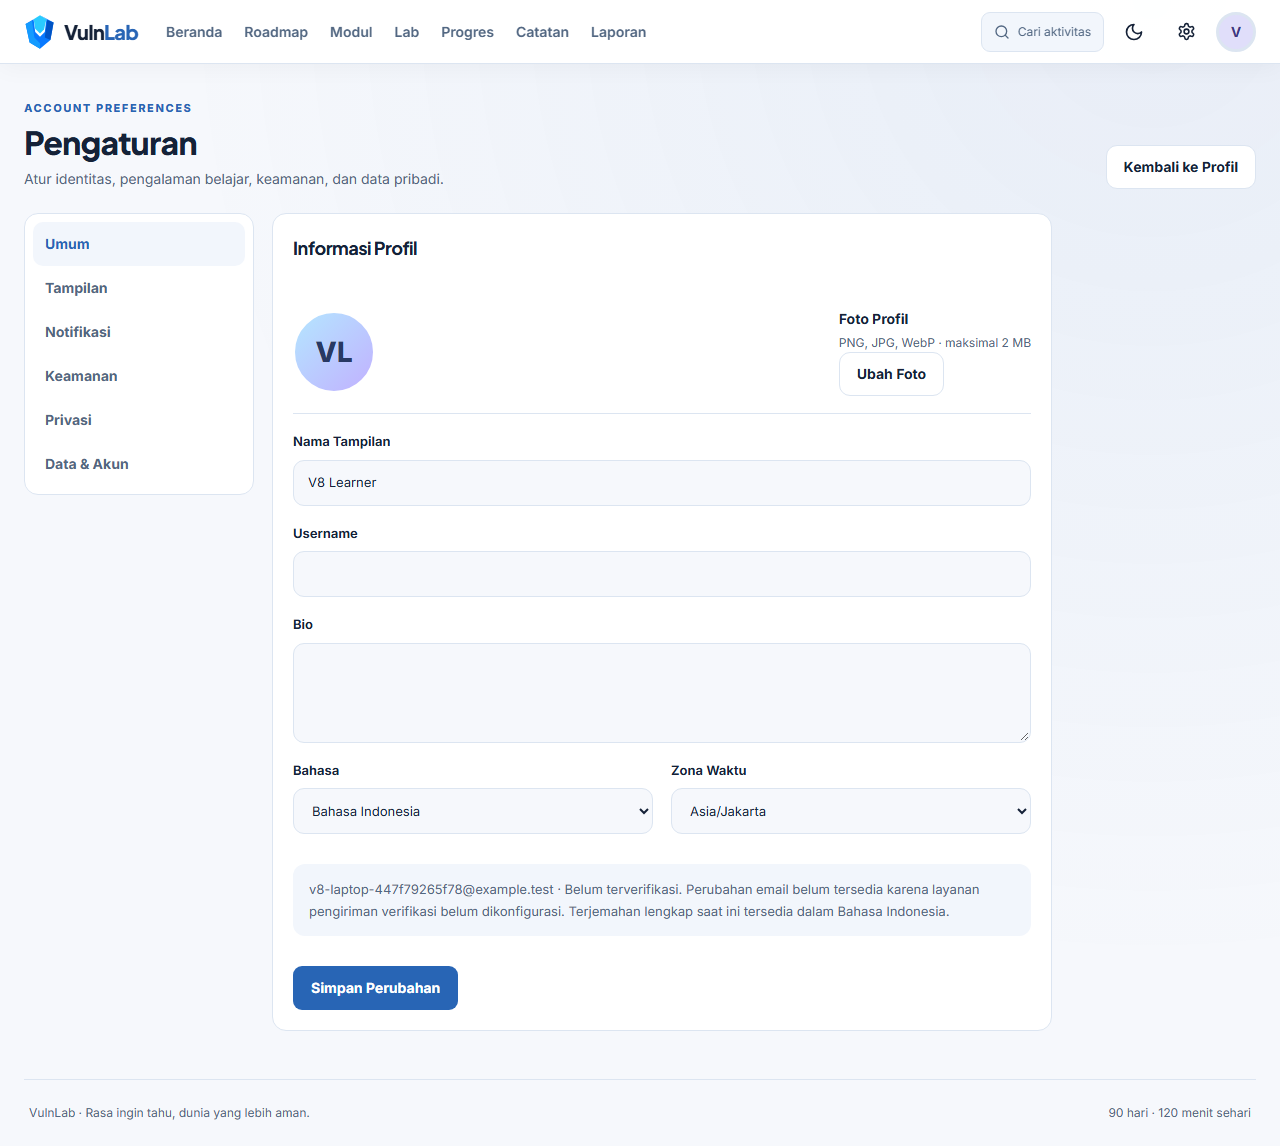 VulnLab
Beranda
Roadmap
Modul
Lab
Progres
Catatan
Laporan
Cari aktivitas
V
ACCOUNT PREFERENCES
Pengaturan
Atur identitas, pengalaman belajar, keamanan, dan data pribadi.
Kembali ke Profil
Umum
Tampilan
Notifikasi
Keamanan
Privasi
Data & Akun
Informasi Profil
VL
Foto Profil
PNG, JPG, WebP · maksimal 2 MB
Ubah Foto
Nama Tampilan
V8 Learner
Username
Bio
Bahasa
Bahasa Indonesia
Zona Waktu
Asia/Jakarta
v8-laptop-447f79265f78@example.test · Belum terverifikasi. Perubahan email belum tersedia karena layanan
pengiriman verifikasi belum dikonfigurasi. Terjemahan lengkap saat ini tersedia dalam Bahasa Indonesia.
Simpan Perubahan
VulnLab · Rasa ingin tahu, dunia yang lebih aman.
90 hari · 120 menit sehari